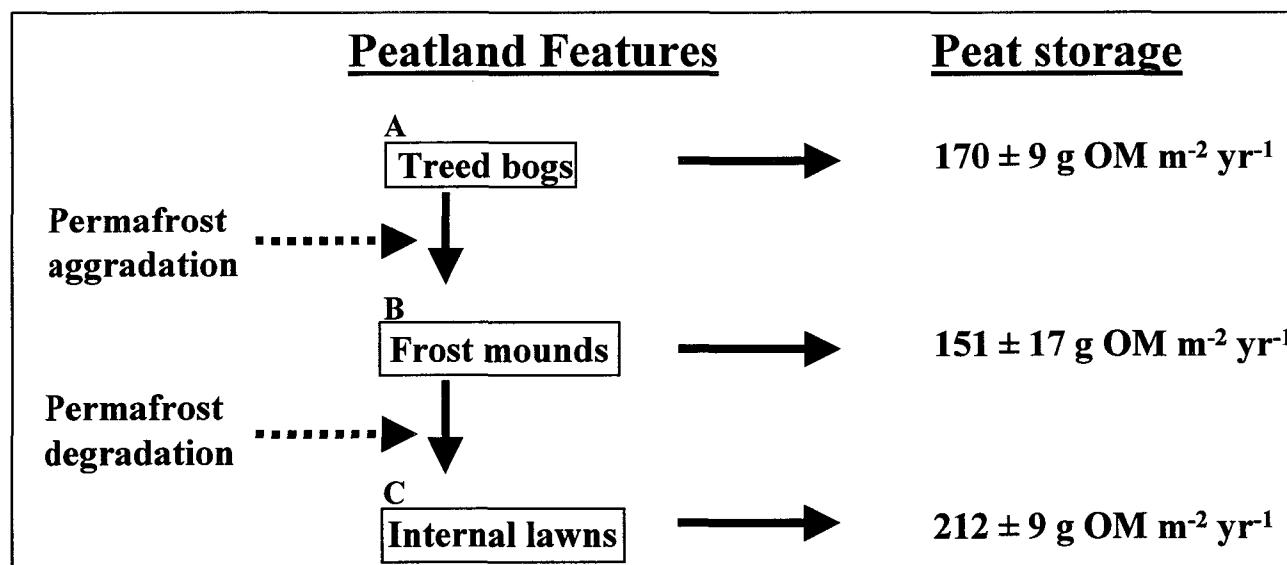 Peatland Features Peat storage
A
Treed bogs 170 ± 9 g OM m⁻² yr⁻¹
Permafrost
aggradation
B
Frost mounds 151 ± 17 g OM m⁻² yr⁻¹
Permafrost
degradation
C
Internal lawns 212 ± 9 g OM m⁻² yr⁻¹